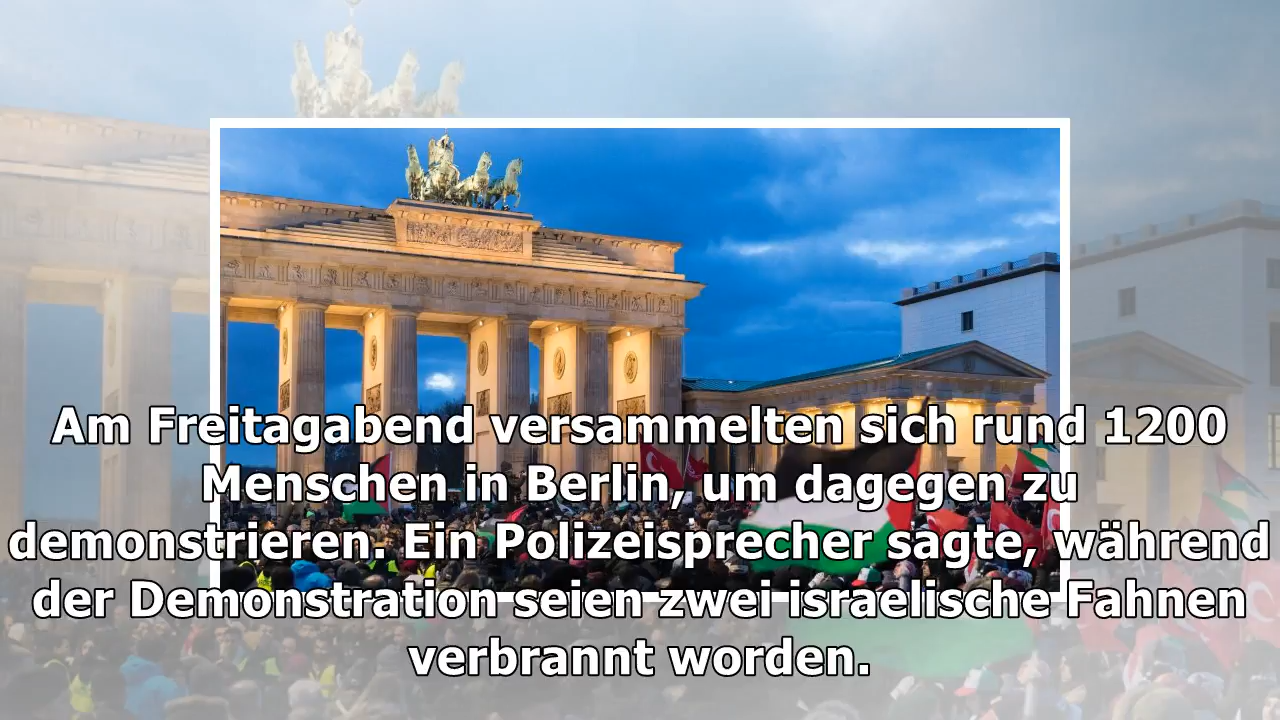 Am Freitagabend versammelten sich rund 1200
Menschen in Berlin, um dagegen zu
demonstrieren. Ein Polizeisprecher sagte, während
der Demonstration seien zwei israelische Fahnen
verbrannt worden.